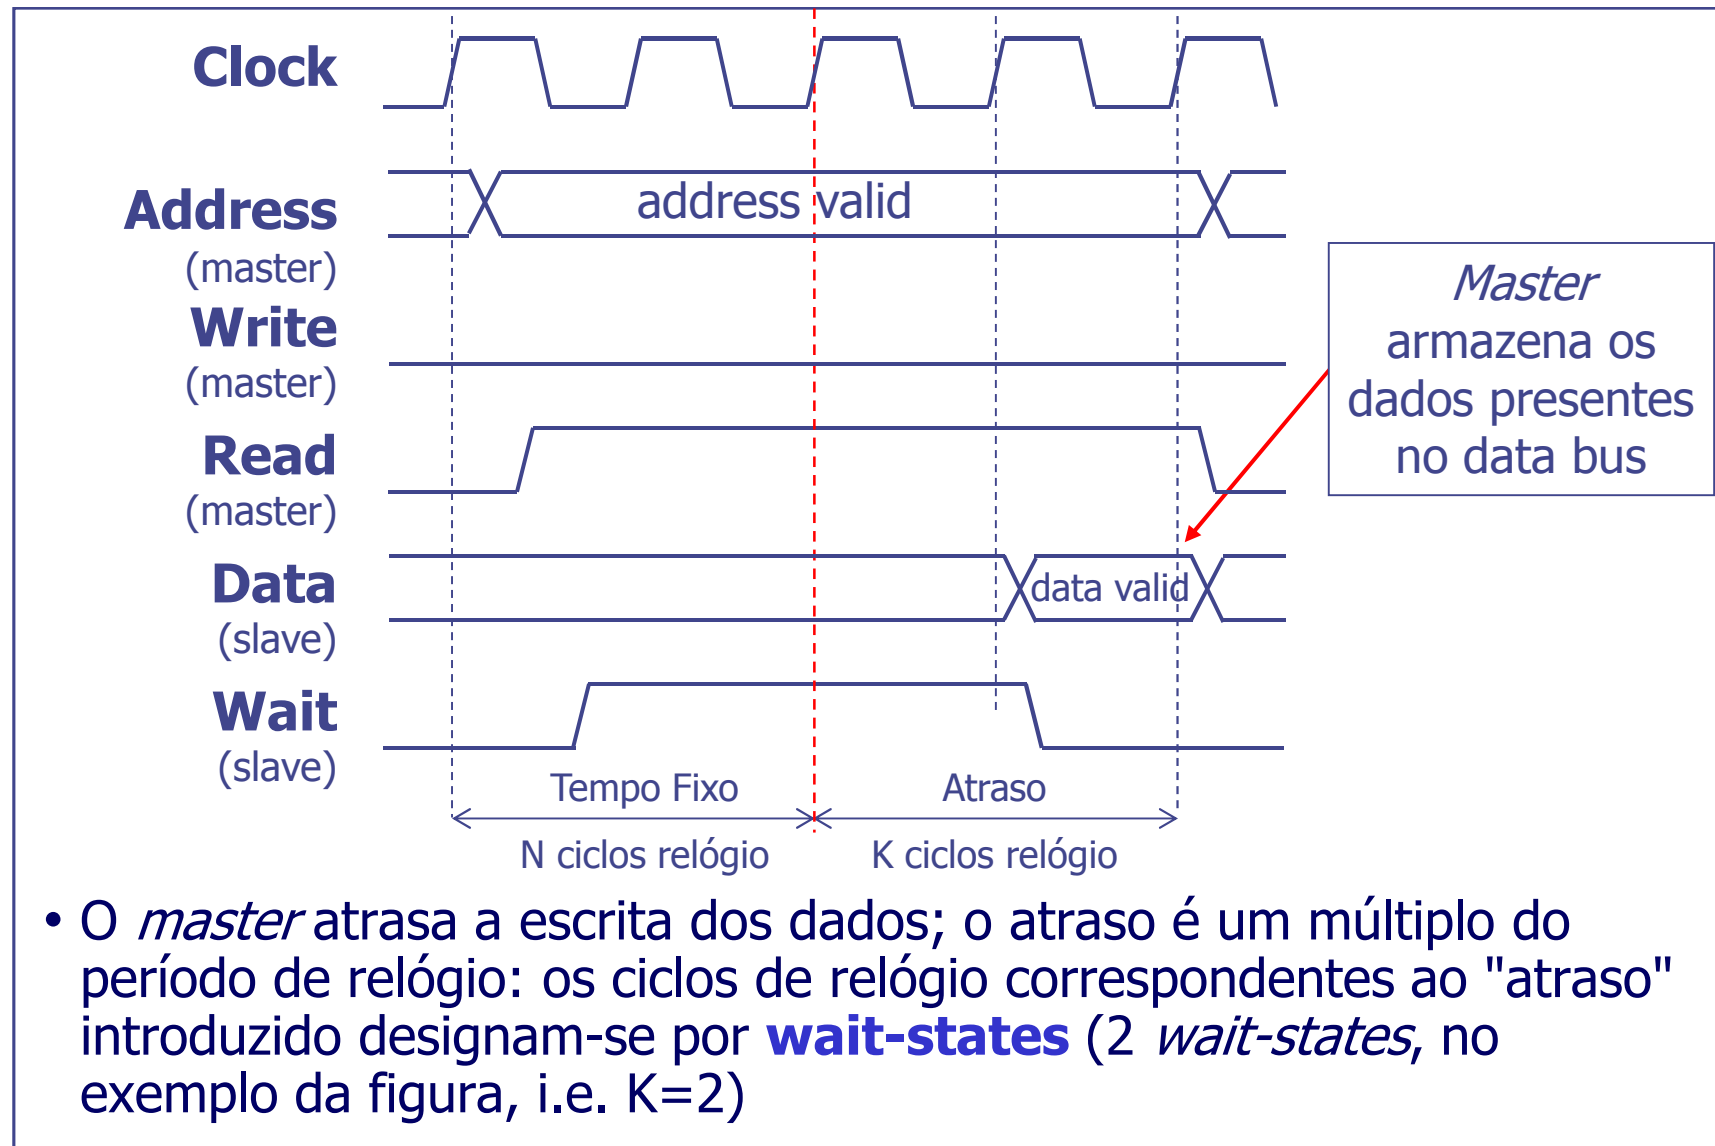 Clock
Address
(master)
address valid
Write
(master)
Read
(master)
Data
(slave)
data valid
Wait
(slave)
Master
armazena os
dados presentes
no data bus
Tempo Fixo
Atraso
N ciclos relógio
K ciclos relógio
• O master atrasa a escrita dos dados; o atraso é um múltiplo do
período de relógio: os ciclos de relógio correspondentes ao "atraso"
introduzido designam-se por wait-states (2 wait-states, no
exemplo da figura, i.e. K=2)